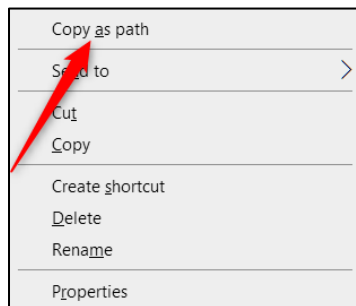 Copy as path
Send to
Cut
Copy
Create shortcut
Delete
Rename
Properties